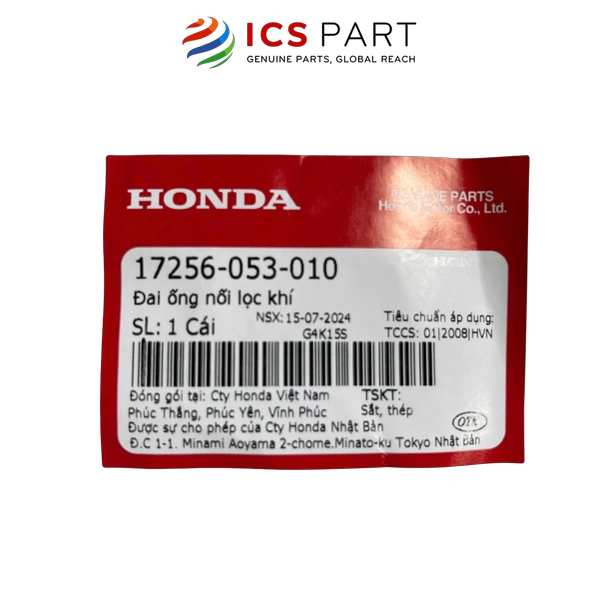 ICS PART
GENUINE PARTS, GLOBAL REACH
HONDA
GENUINE PARTS
Honda Motor Co., Ltd.
HONDA
17256-053-010
Đai ống nối lọc khí
NSX: 15-07-2024
Tiêu chuẩn áp dụng:
SL: 1 Cái
G4K15S
TCCS: 01|2008|HVN
Đóng gói tại: Cty Honda Việt Nam
TSKT:
Phúc Thắng, Phúc Yên, Vĩnh Phúc
Sắt, thép
Được sự cho phép của Cty Honda Nhật Bản
Đ.C 1-1. Minami Aoyama 2-chome.Minato-ku Tokyo Nhật Bản